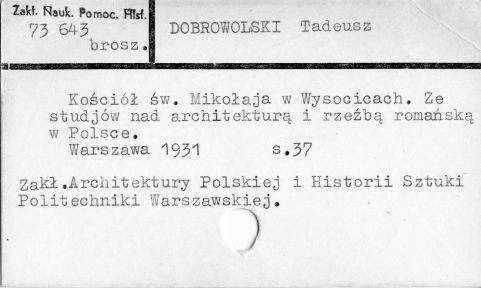 Zakł. Nauk. Pomoc. Hist.
73 643
brosz.
DOBROWOLSKI Tadeusz
Kościół św. Mikołaja w Wysocicach. Ze
studjów nad architekturą i rzeźbą romańską
w Polsce.
Warszawa 1931 s.37
Zakł.Architektury Polskiej i Historii Sztuki
Politechniki Warszawskiej.